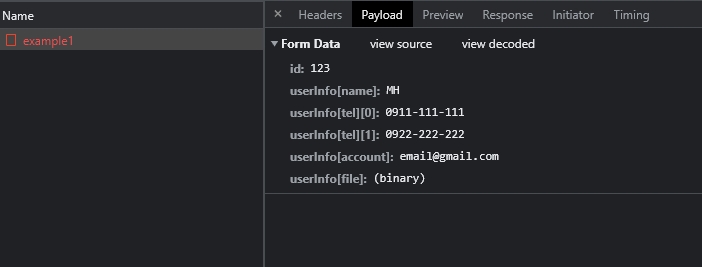 Name
example1
× Headers Payload Preview Response Initiator Timing
▼ Form Data view source view decoded
id: 123
userInfo[name]: MH
userInfo[tel][0]: 0911-111-111
userInfo[tel][1]: 0922-222-222
userInfo[account]: email@gmail.com
userInfo[file]: (binary)